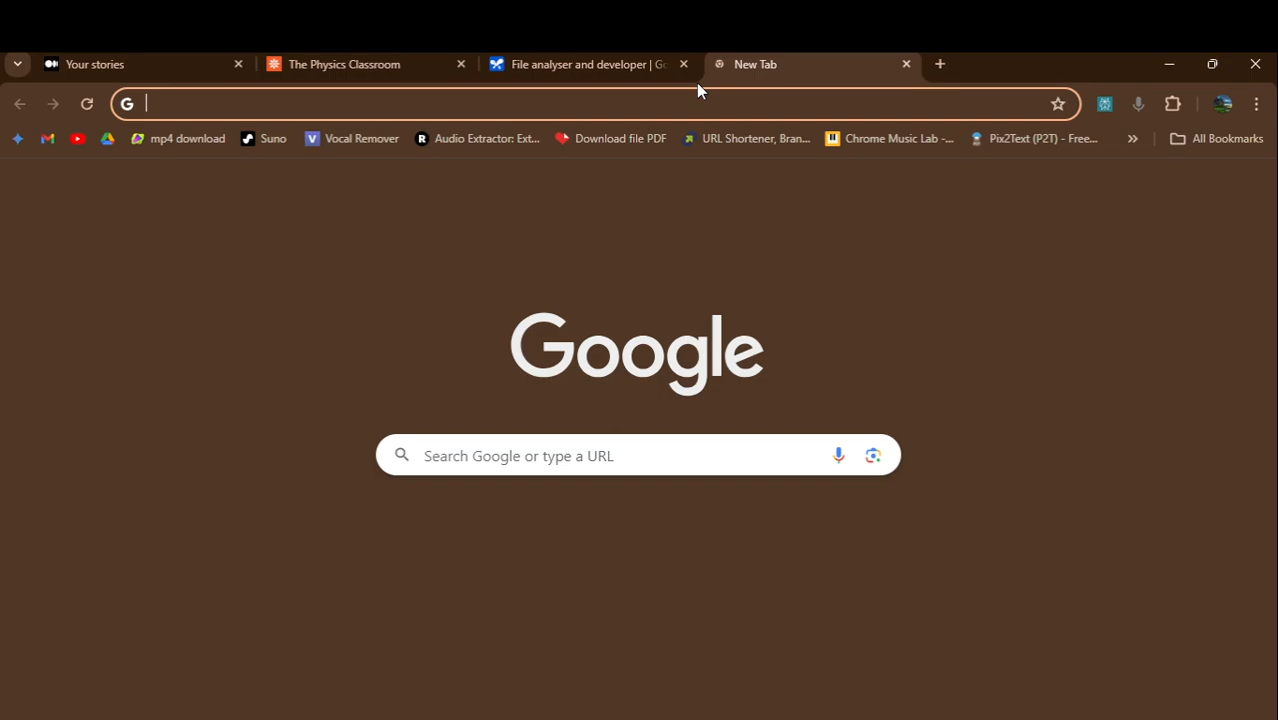 Your stories
The Physics Classroom
File analyser and developer | Go
New Tab
mp4 download
Suno
Vocal Remover
Audio Extractor: Ext...
Download file PDF
URL Shortener, Bran...
Chrome Music Lab -...
Pix2Text (P2T) - Free...
All Bookmarks
Google
Search Google or type a URL